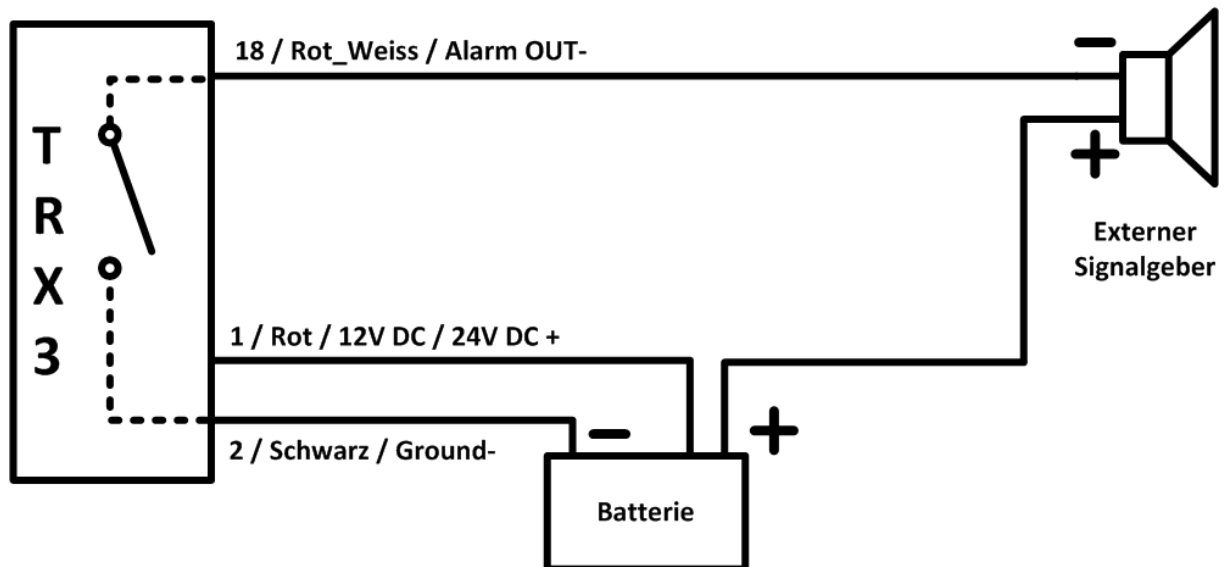 18 / Rot_Weiss / Alarm OUT-
–
+
T
R
X
3
Externer
Signalgeber
1 / Rot / 12V DC / 24V DC +
2 / Schwarz / Ground-
–
+
Batterie